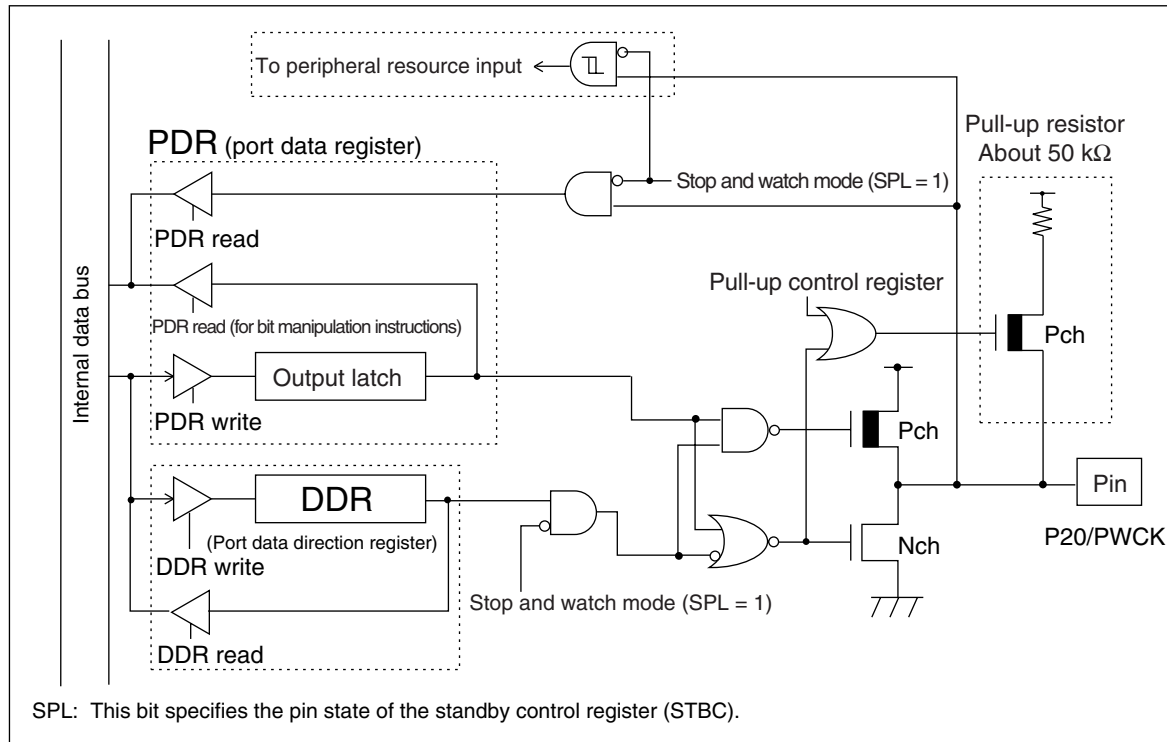 To peripheral resource input
Pull-up resistor
About 50 kΩ
PDR (port data register)
Stop and watch mode (SPL = 1)
PDR read
Pull-up control register
Internal data bus
PDR read (for bit manipulation instructions)
Pch
Output latch
PDR write
Pch
DDR
Pin
(Port data direction register)
Nch
P20/PWCK
DDR write
Stop and watch mode (SPL = 1)
DDR read
SPL: This bit specifies the pin state of the standby control register (STBC).